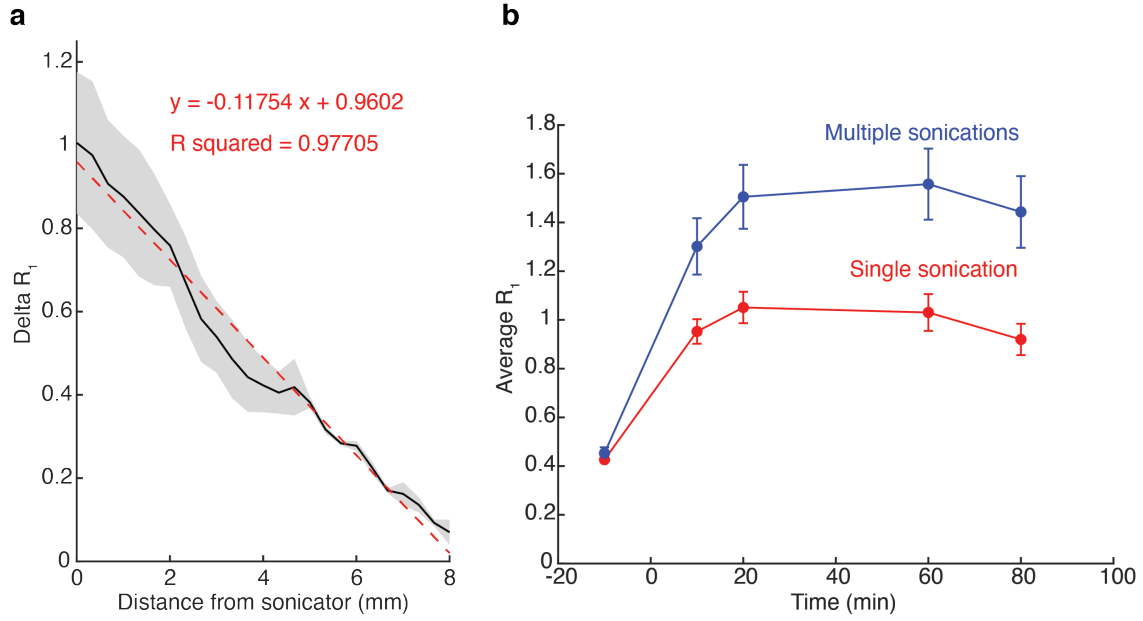 a
1.2
1
0.8
0.6
0.4
0.2
0
Delta R1
y = -0.11754 x + 0.9602
R squared = 0.97705
0 2 4 6 8
Distance from sonicator (mm)
b
1.8
1.6
1.4
1.2
1
0.8
0.6
0.4
0.2
0
Average R1
Multiple sonications
Single sonication
-20 0 20 40 60 80 100
Time (min)